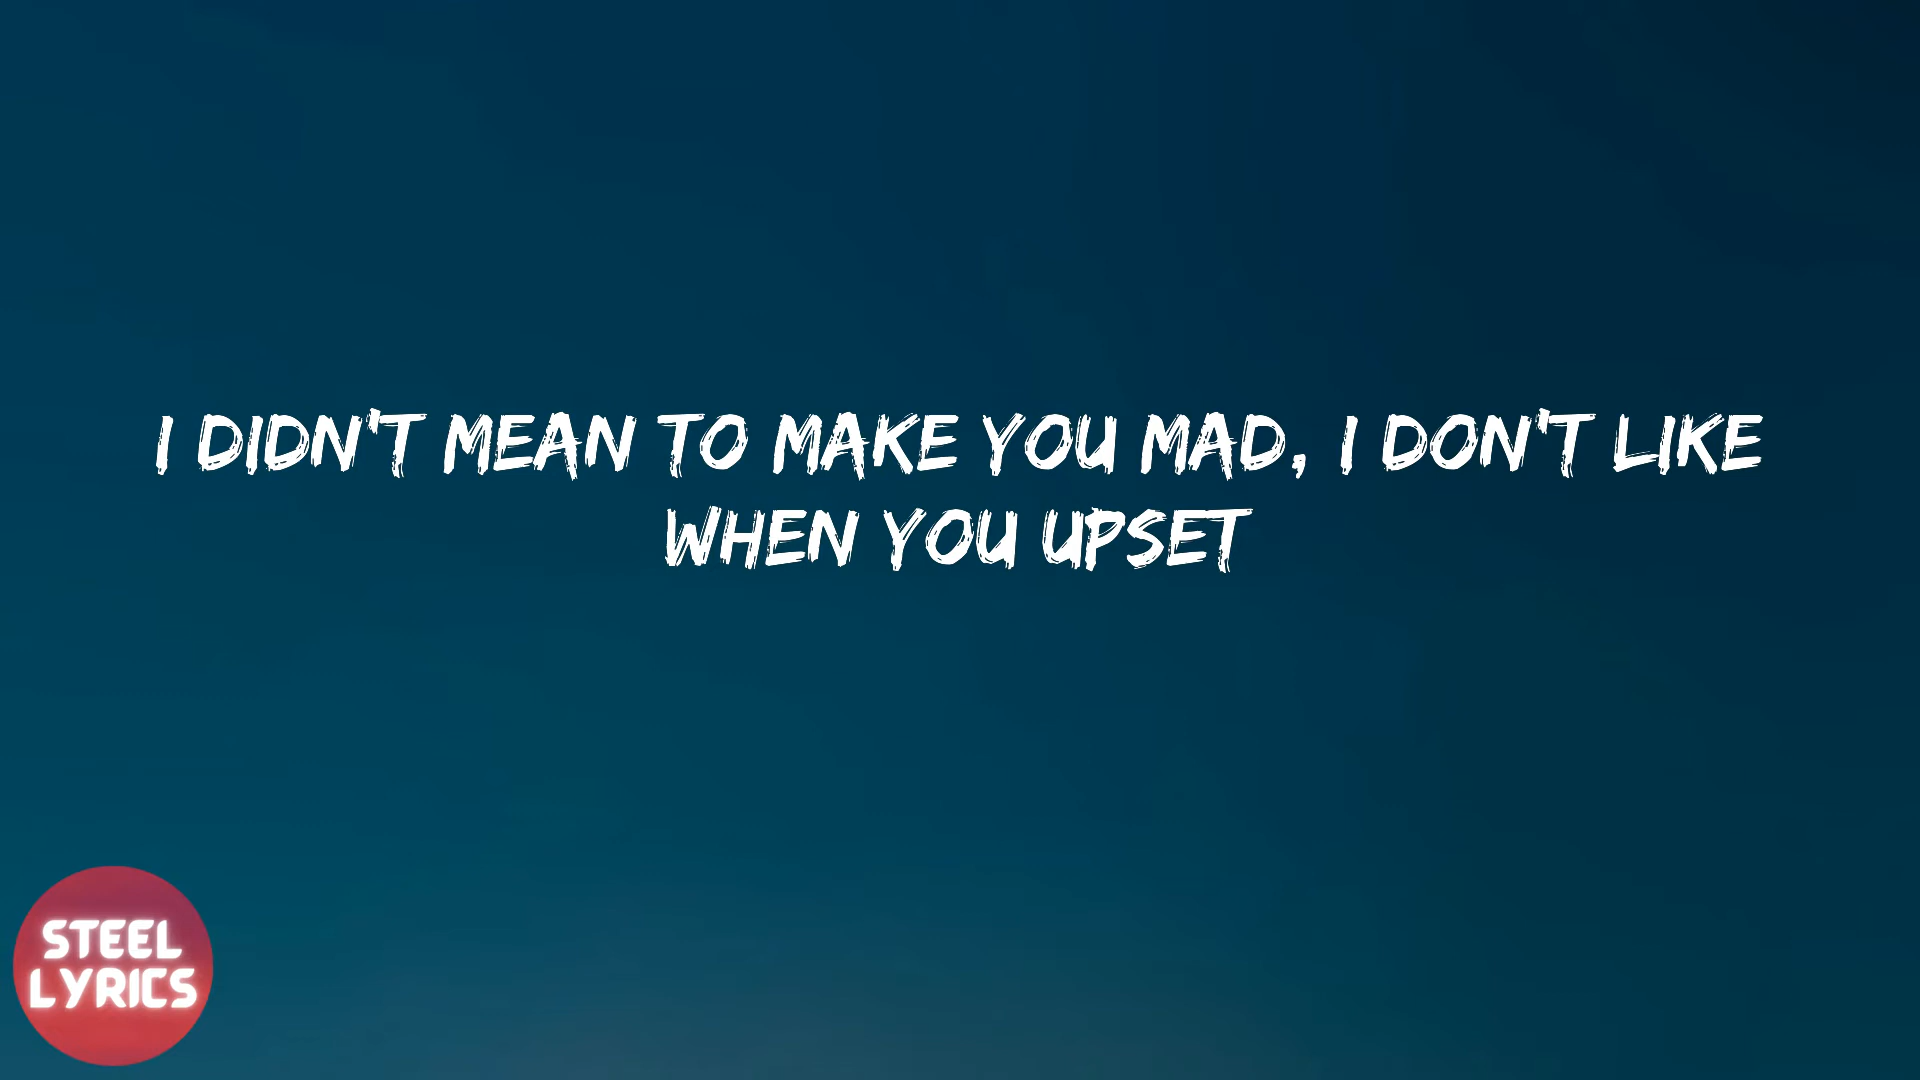 I DIDN'T MEAN TO MAKE YOU MAD, I DON'T LIKE
WHEN YOU UPSET
STEEL
LYRICS